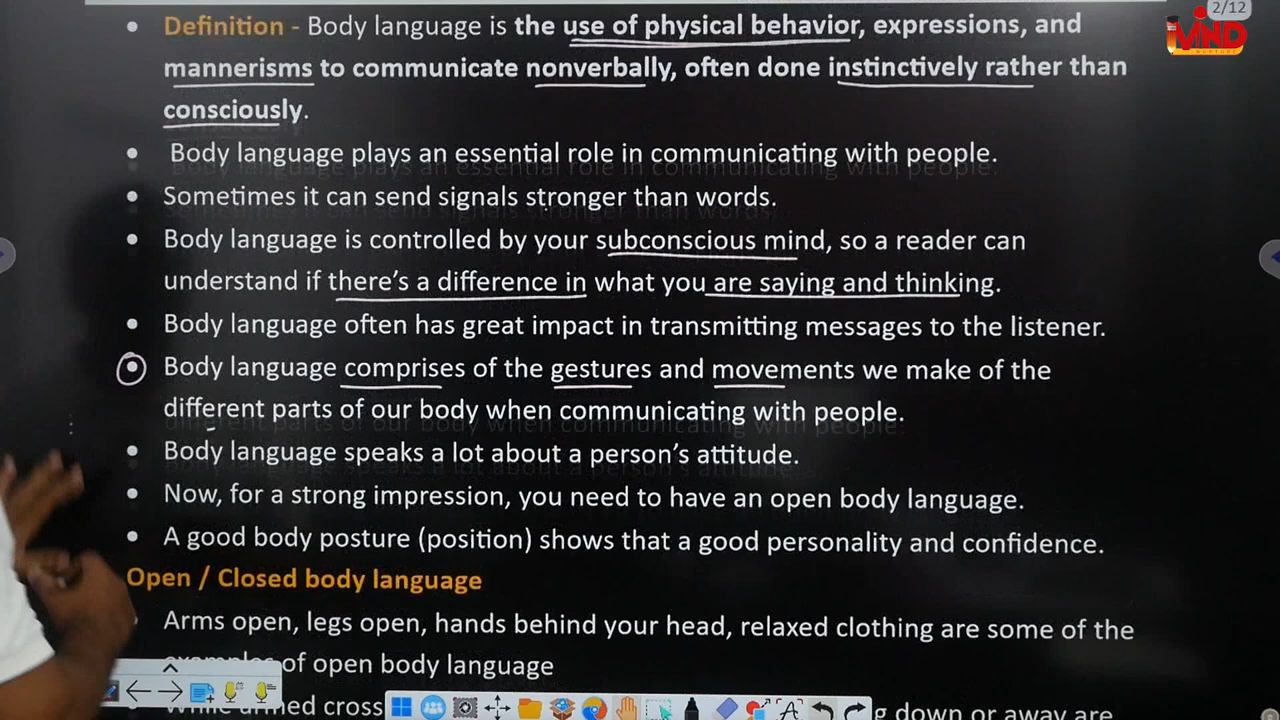 2/12
MIND
• Definition - Body language is the use of physical behavior, expressions, and
mannerisms to communicate nonverbally, often done instinctively rather than
consciously.
• Body language plays an essential role in communicating with people.
• Sometimes it can send signals stronger than words.
• Body language is controlled by your subconscious mind, so a reader can
understand if there's a difference in what you are saying and thinking.
• Body language often has great impact in transmitting messages to the listener.
• Body language comprises of the gestures and movements we make of the
different parts of our body when communicating with people.
• Body language speaks a lot about a person's attitude.
• Now, for a strong impression, you need to have an open body language.
• A good body posture (position) shows that a good personality and confidence.
Open / Closed body language
Arms open, legs open, hands behind your head, relaxed clothing are some of the
examples of open body language
cross
g down or away are